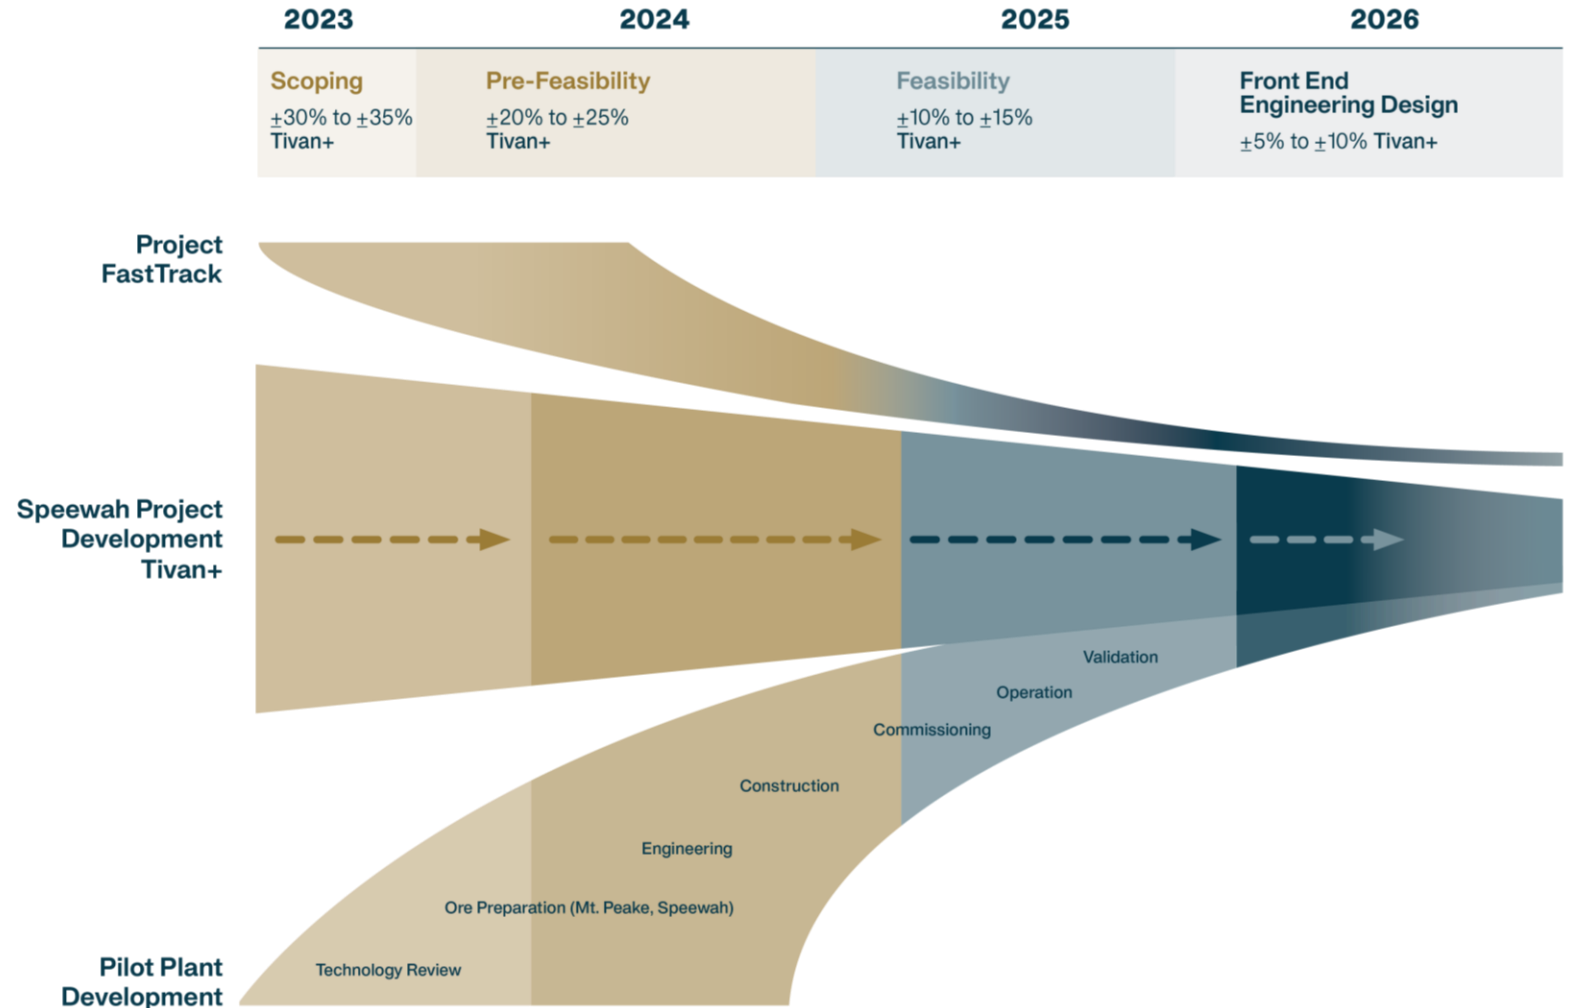 2023 2024 2025 2026
Scoping
±30% to ±35%
Tivan+
Pre-Feasibility
±20% to ±25%
Tivan+
Feasibility
±10% to ±15%
Tivan+
Front End
Engineering Design
±5% to ±10% Tivan+
Project
FastTrack
Speewah Project
Development
Tivan+
Validation
Operation
Commissioning
Construction
Engineering
Ore Preparation (Mt. Peake, Speewah)
Technology Review
Pilot Plant
Development